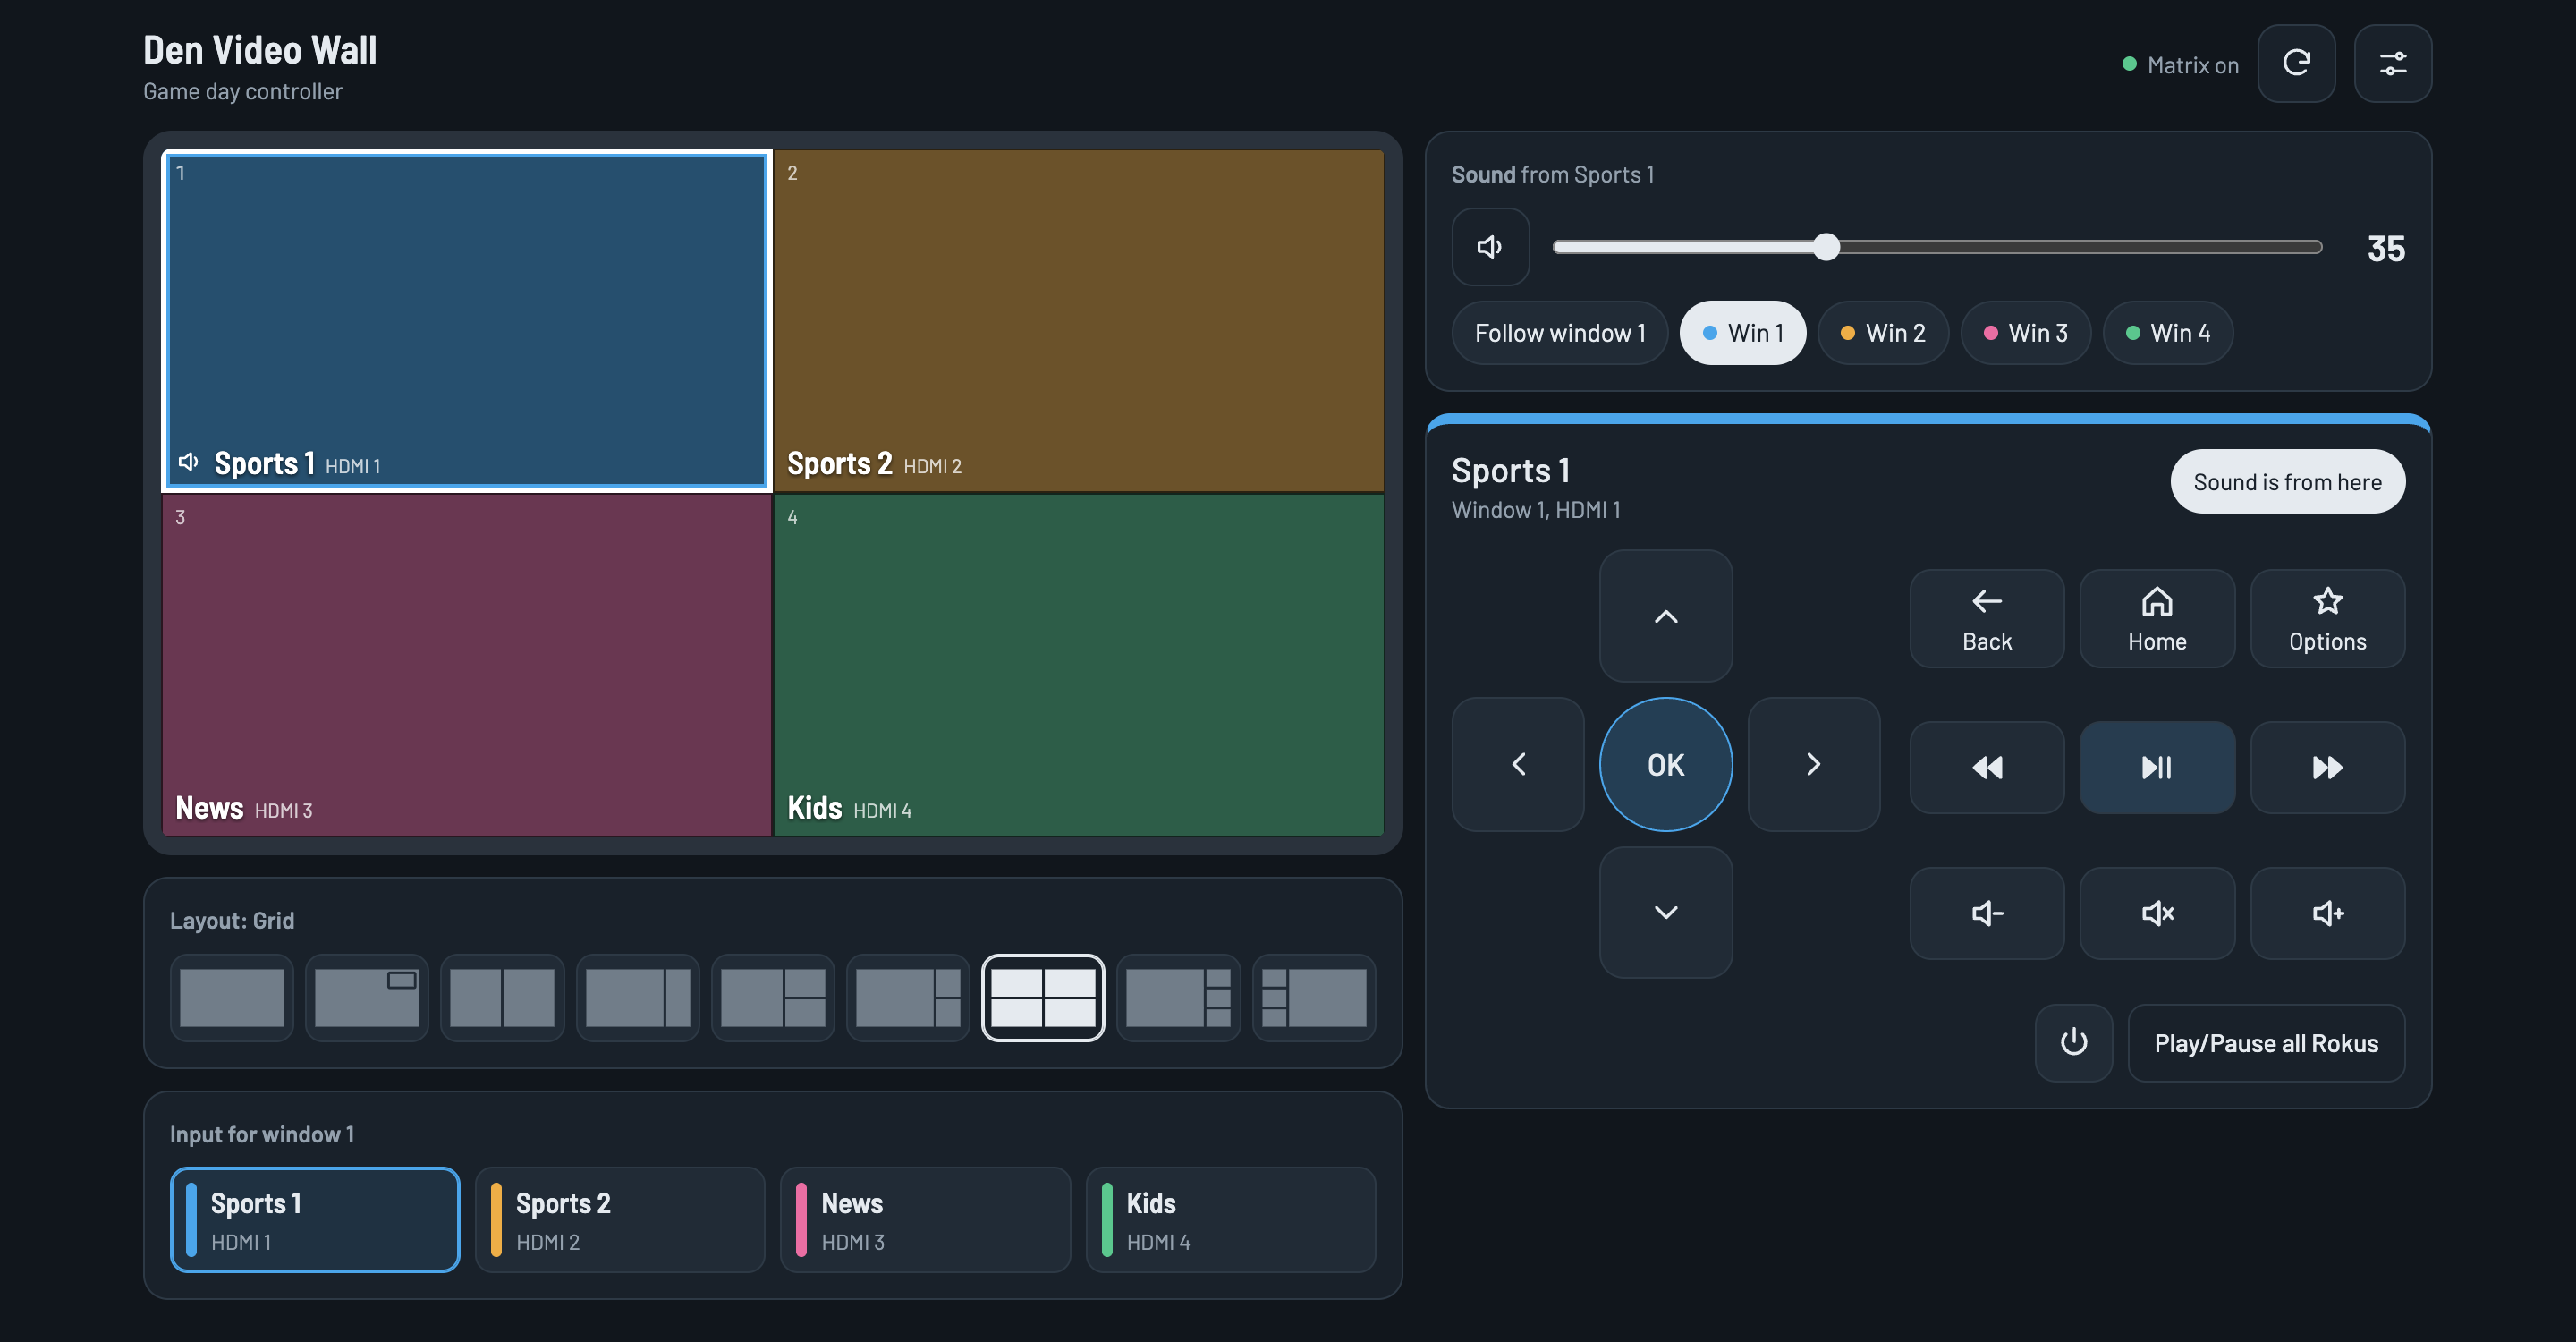 Den Video Wall
Game day controller
Matrix on
1
Sports 1 HDMI 1
2
Sports 2 HDMI 2
3
News HDMI 3
4
Kids HDMI 4
Layout: Grid
Input for window 1
Sports 1
HDMI 1
Sports 2
HDMI 2
News
HDMI 3
Kids
HDMI 4
Sound from Sports 1
35
Follow window 1
Win 1
Win 2
Win 3
Win 4
Sports 1
Window 1, HDMI 1
Sound is from here
OK
Back
Home
Options
Play/Pause all Rokus